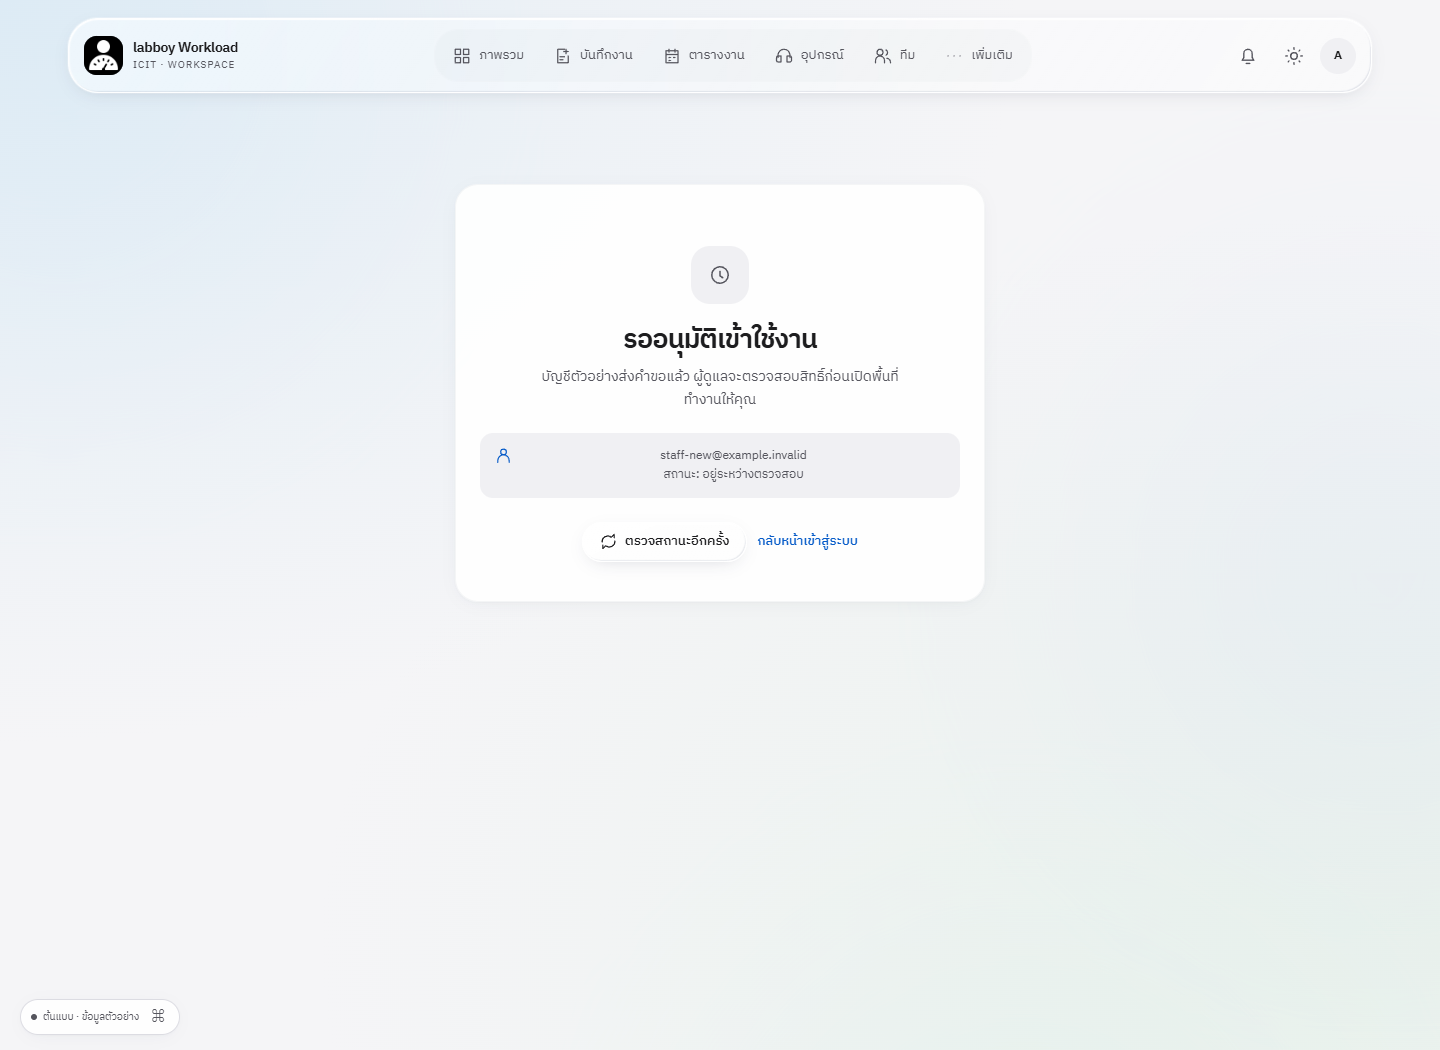 labboy Workload
ICIT · WORKSPACE
ภาพรวม
บันทึกงาน
ตารางงาน
อุปกรณ์
ทีม
เพิ่มเติม
A
รออนุมัติเข้าใช้งาน
บัญชีตัวอย่างส่งคำขอแล้ว ผู้ดูแลจะตรวจสอบสิทธิ์ก่อนเปิดพื้นที่
ทำงานให้คุณ
staff-new@example.invalid
สถานะ: อยู่ระหว่างตรวจสอบ
ตรวจสถานะอีกครั้ง
กลับหน้าเข้าสู่ระบบ
ต้นแบบ · ข้อมูลตัวอย่าง